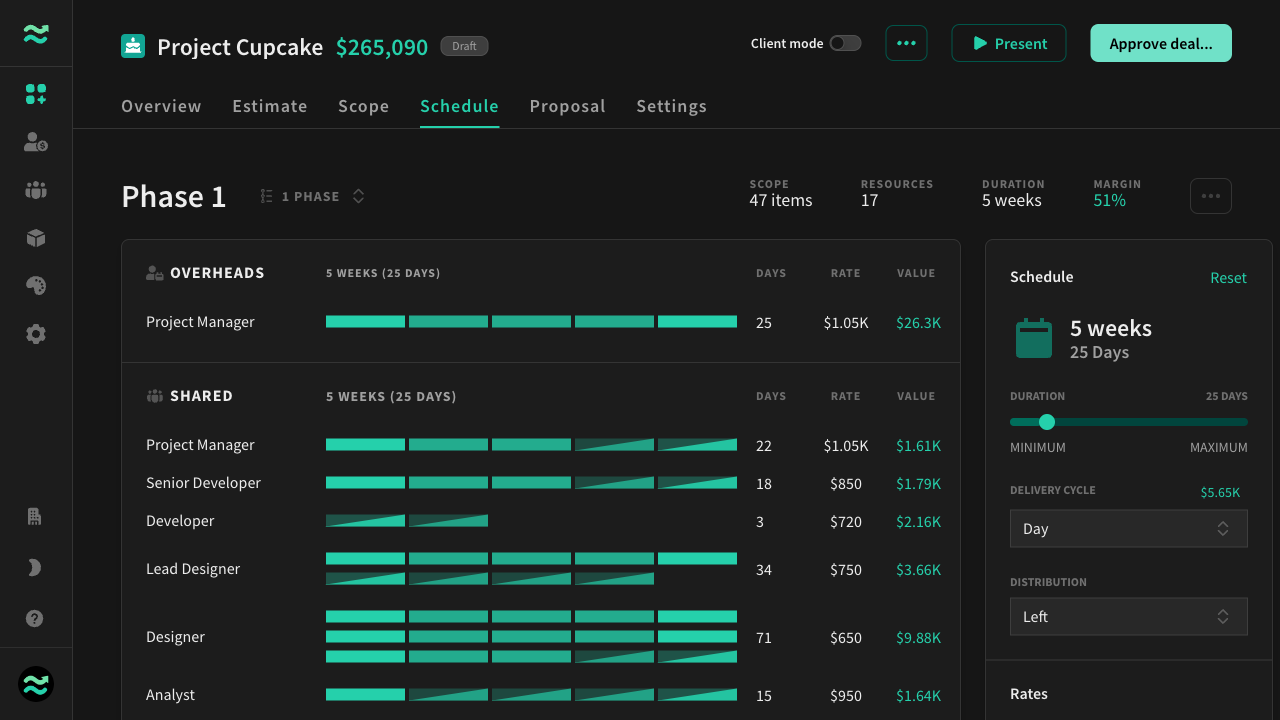 Project Cupcake $265,090 Draft
Client mode
Present
Approve deal...
Overview Estimate Scope Schedule Proposal Settings
Phase 1
1 PHASE
SCOPE
47 items
RESOURCES
17
DURATION
5 weeks
MARGIN
51%
OVERHEADS 5 WEEKS (25 DAYS) DAYS RATE VALUE
Project Manager 25 $1.05K $26.3K
SHARED 5 WEEKS (25 DAYS) DAYS RATE VALUE
Project Manager 22 $1.05K $1.61K
Senior Developer 18 $850 $1.79K
Developer 3 $720 $2.16K
Lead Designer 34 $750 $3.66K
Designer 71 $650 $9.88K
Analyst 15 $950 $1.64K
Schedule Reset
5 weeks
25 Days
DURATION 25 DAYS
MINIMUM MAXIMUM
DELIVERY CYCLE $5.65K
Day
DISTRIBUTION
Left
Rates